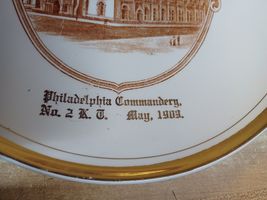 Philadelphia Commandery,
No. 2 K. T. May, 1903.